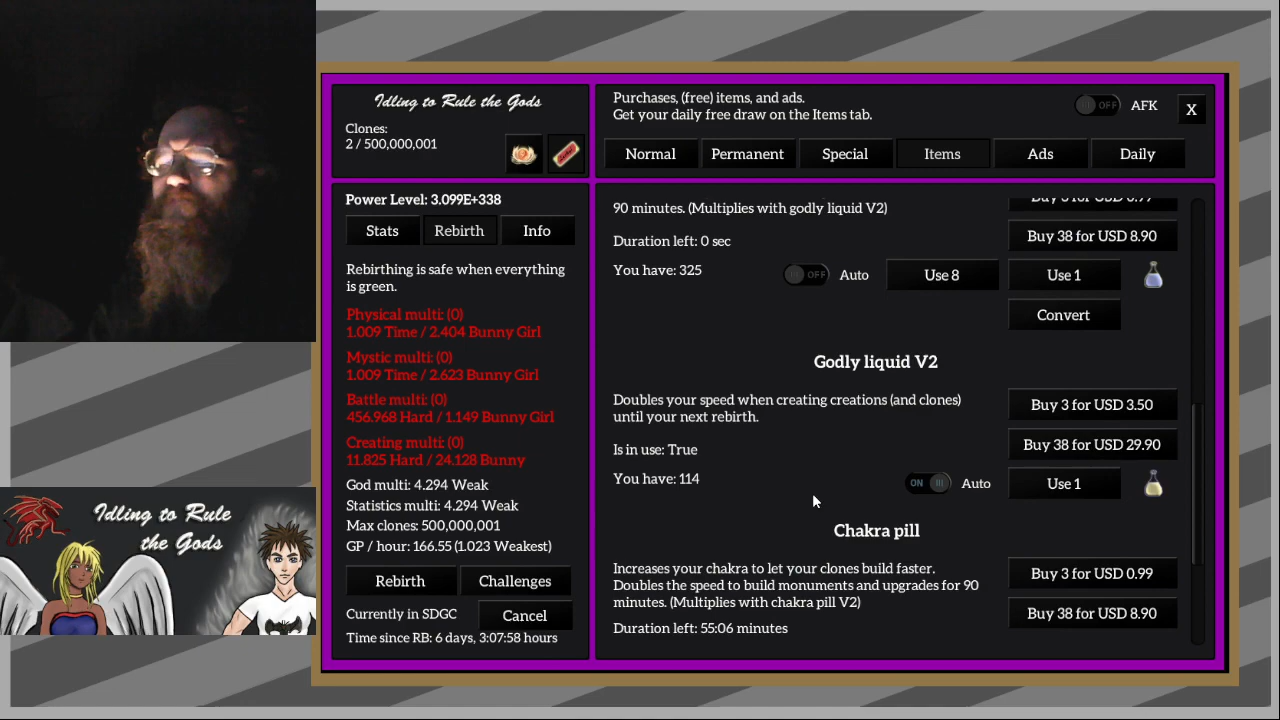 Idling to Rule the Gods
Clones:
2 / 500,000,001
Power Level: 3.099E+338
Stats
Rebirth
Info
Rebirthing is safe when everything
is green.
Physical multi: (0)
1.009 Time / 2.404 Bunny Girl
Mystic multi: (0)
1.009 Time / 2.623 Bunny Girl
Battle multi: (0)
456.968 Hard / 1.149 Bunny Girl
Creating multi: (0)
11.825 Hard / 24.128 Bunny
God multi: 4.294 Weak
Statistics multi: 4.294 Weak
Max clones: 500,000,001
GP / hour: 166.55 (1.023 Weakest)
Rebirth
Challenges
Currently in SDGC
Cancel
Time since RB: 6 days, 3:07:58 hours
Purchases, (free) items, and ads.
Get your daily free draw on the Items tab.
OFF
AFK
X
Normal
Permanent
Special
Items
Ads
Daily
90 minutes. (Multiplies with godly liquid V2)
Buy 38 for USD 8.90
Duration left: 0 sec
You have: 325
OFF
Auto
Use 8
Use 1
Convert
Godly liquid V2
Doubles your speed when creating creations (and clones)
until your next rebirth.
Buy 3 for USD 3.50
Buy 38 for USD 29.90
Is in use: True
You have: 114
ON
Auto
Use 1
Chakra pill
Increases your chakra to let your clones build faster.
Doubles the speed to build monuments and upgrades for 90
minutes. (Multiplies with chakra pill V2)
Buy 3 for USD 0.99
Buy 38 for USD 8.90
Duration left: 55:06 minutes
Idling to Rule
the Gods